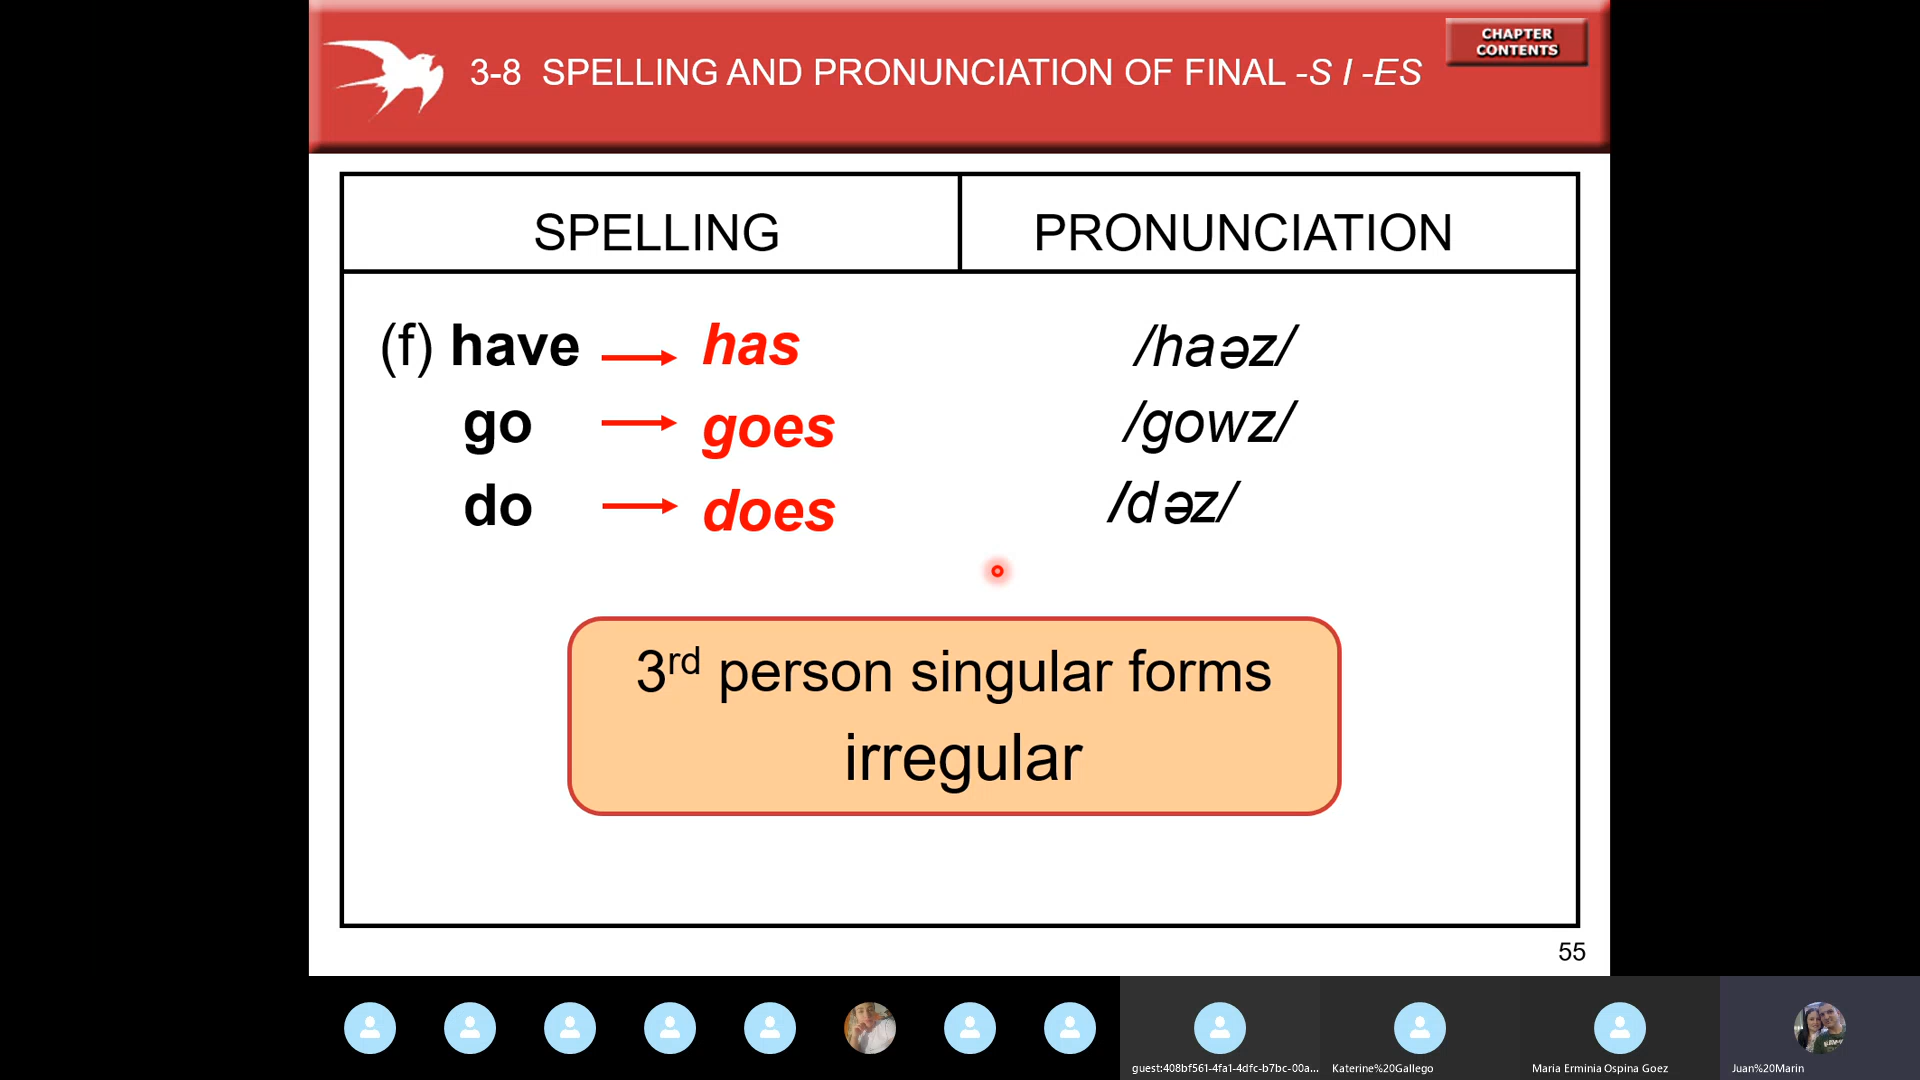 CHAPTER
CONTENTS
3-8 SPELLING AND PRONUNCIATION OF FINAL -S / -ES
SPELLING PRONUNCIATION
(f) have has /haəz/
go goes /gowz/
do does /dəz/
3rd person singular forms
irregular
55
guest:408bf561-4fa1-4dfc-b7bc-00a... Katerine%20Gallego Maria Erminia Ospina Goez Juan%20Marin